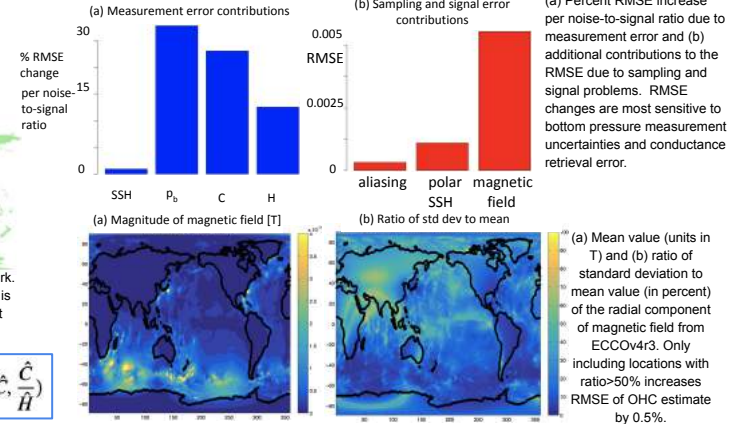 (a) Measurement error contributions
30
% RMSE
change
per noise-
to-signal
ratio
15
0
SSH
p_b
C
H
(b) Sampling and signal error
contributions
0.005
RMSE
0.0025
0
aliasing
polar
SSH
magnetic
field
(a) Percent RMSE increase
per noise-to-signal ratio due to
measurement error and (b)
additional contributions to the
RMSE due to sampling and
signal problems. RMSE
changes are most sensitive to
bottom pressure measurement
uncertainties and conductance
retrieval error.
(a) Magnitude of magnetic field [T]
(b) Ratio of std dev to mean
(a) Mean value (units in
T) and (b) ratio of
standard deviation to
mean value (in percent)
of the radial component
of magnetic field from
ECCOv4r3. Only
including locations with
ratio>50% increases
RMSE of OHC estimate
by 0.5%.
is
Ĉ/Ĥ)